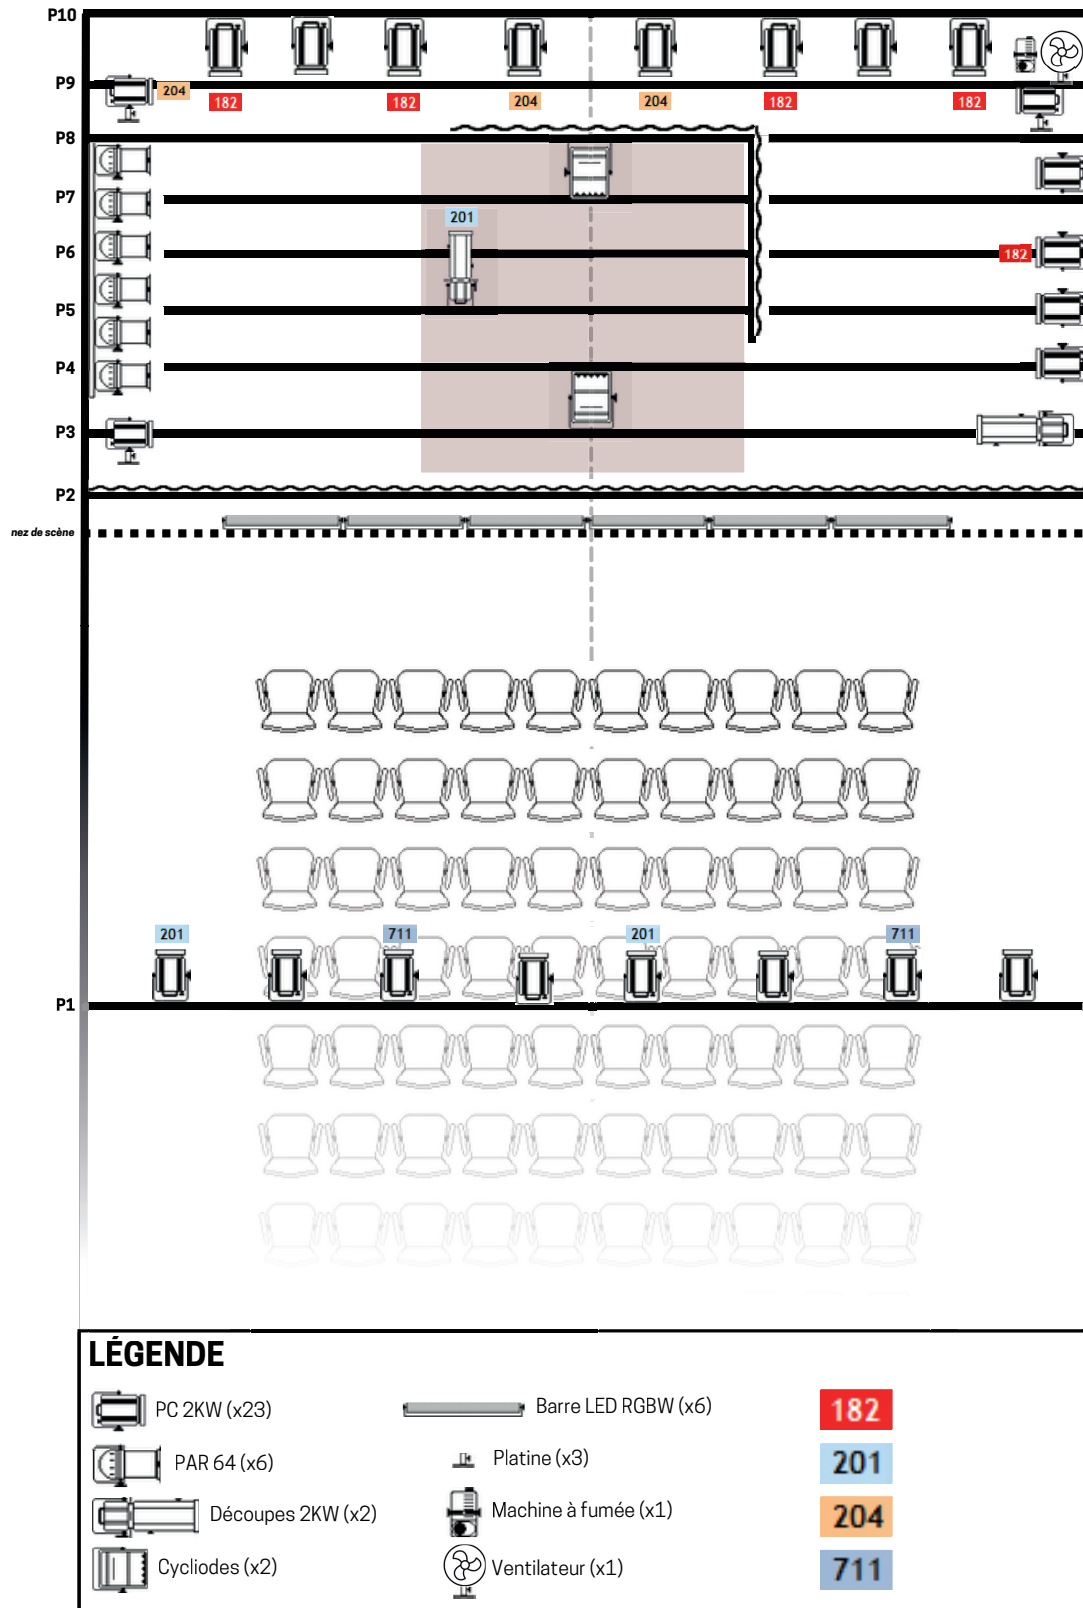 P10
P9
204
182
182
204
204
182
182
P8
P7
201
P6
182
P5
P4
P3
P2
nez de scène
201
711
201
711
P1
LÉGENDE
PC 2KW (x23)
Barre LED RGBW (x6)
182
PAR 64 (x6)
Platine (x3)
201
Découpes 2KW (x2)
Machine à fumée (x1)
204
Cycliodes (x2)
Ventilateur (x1)
711